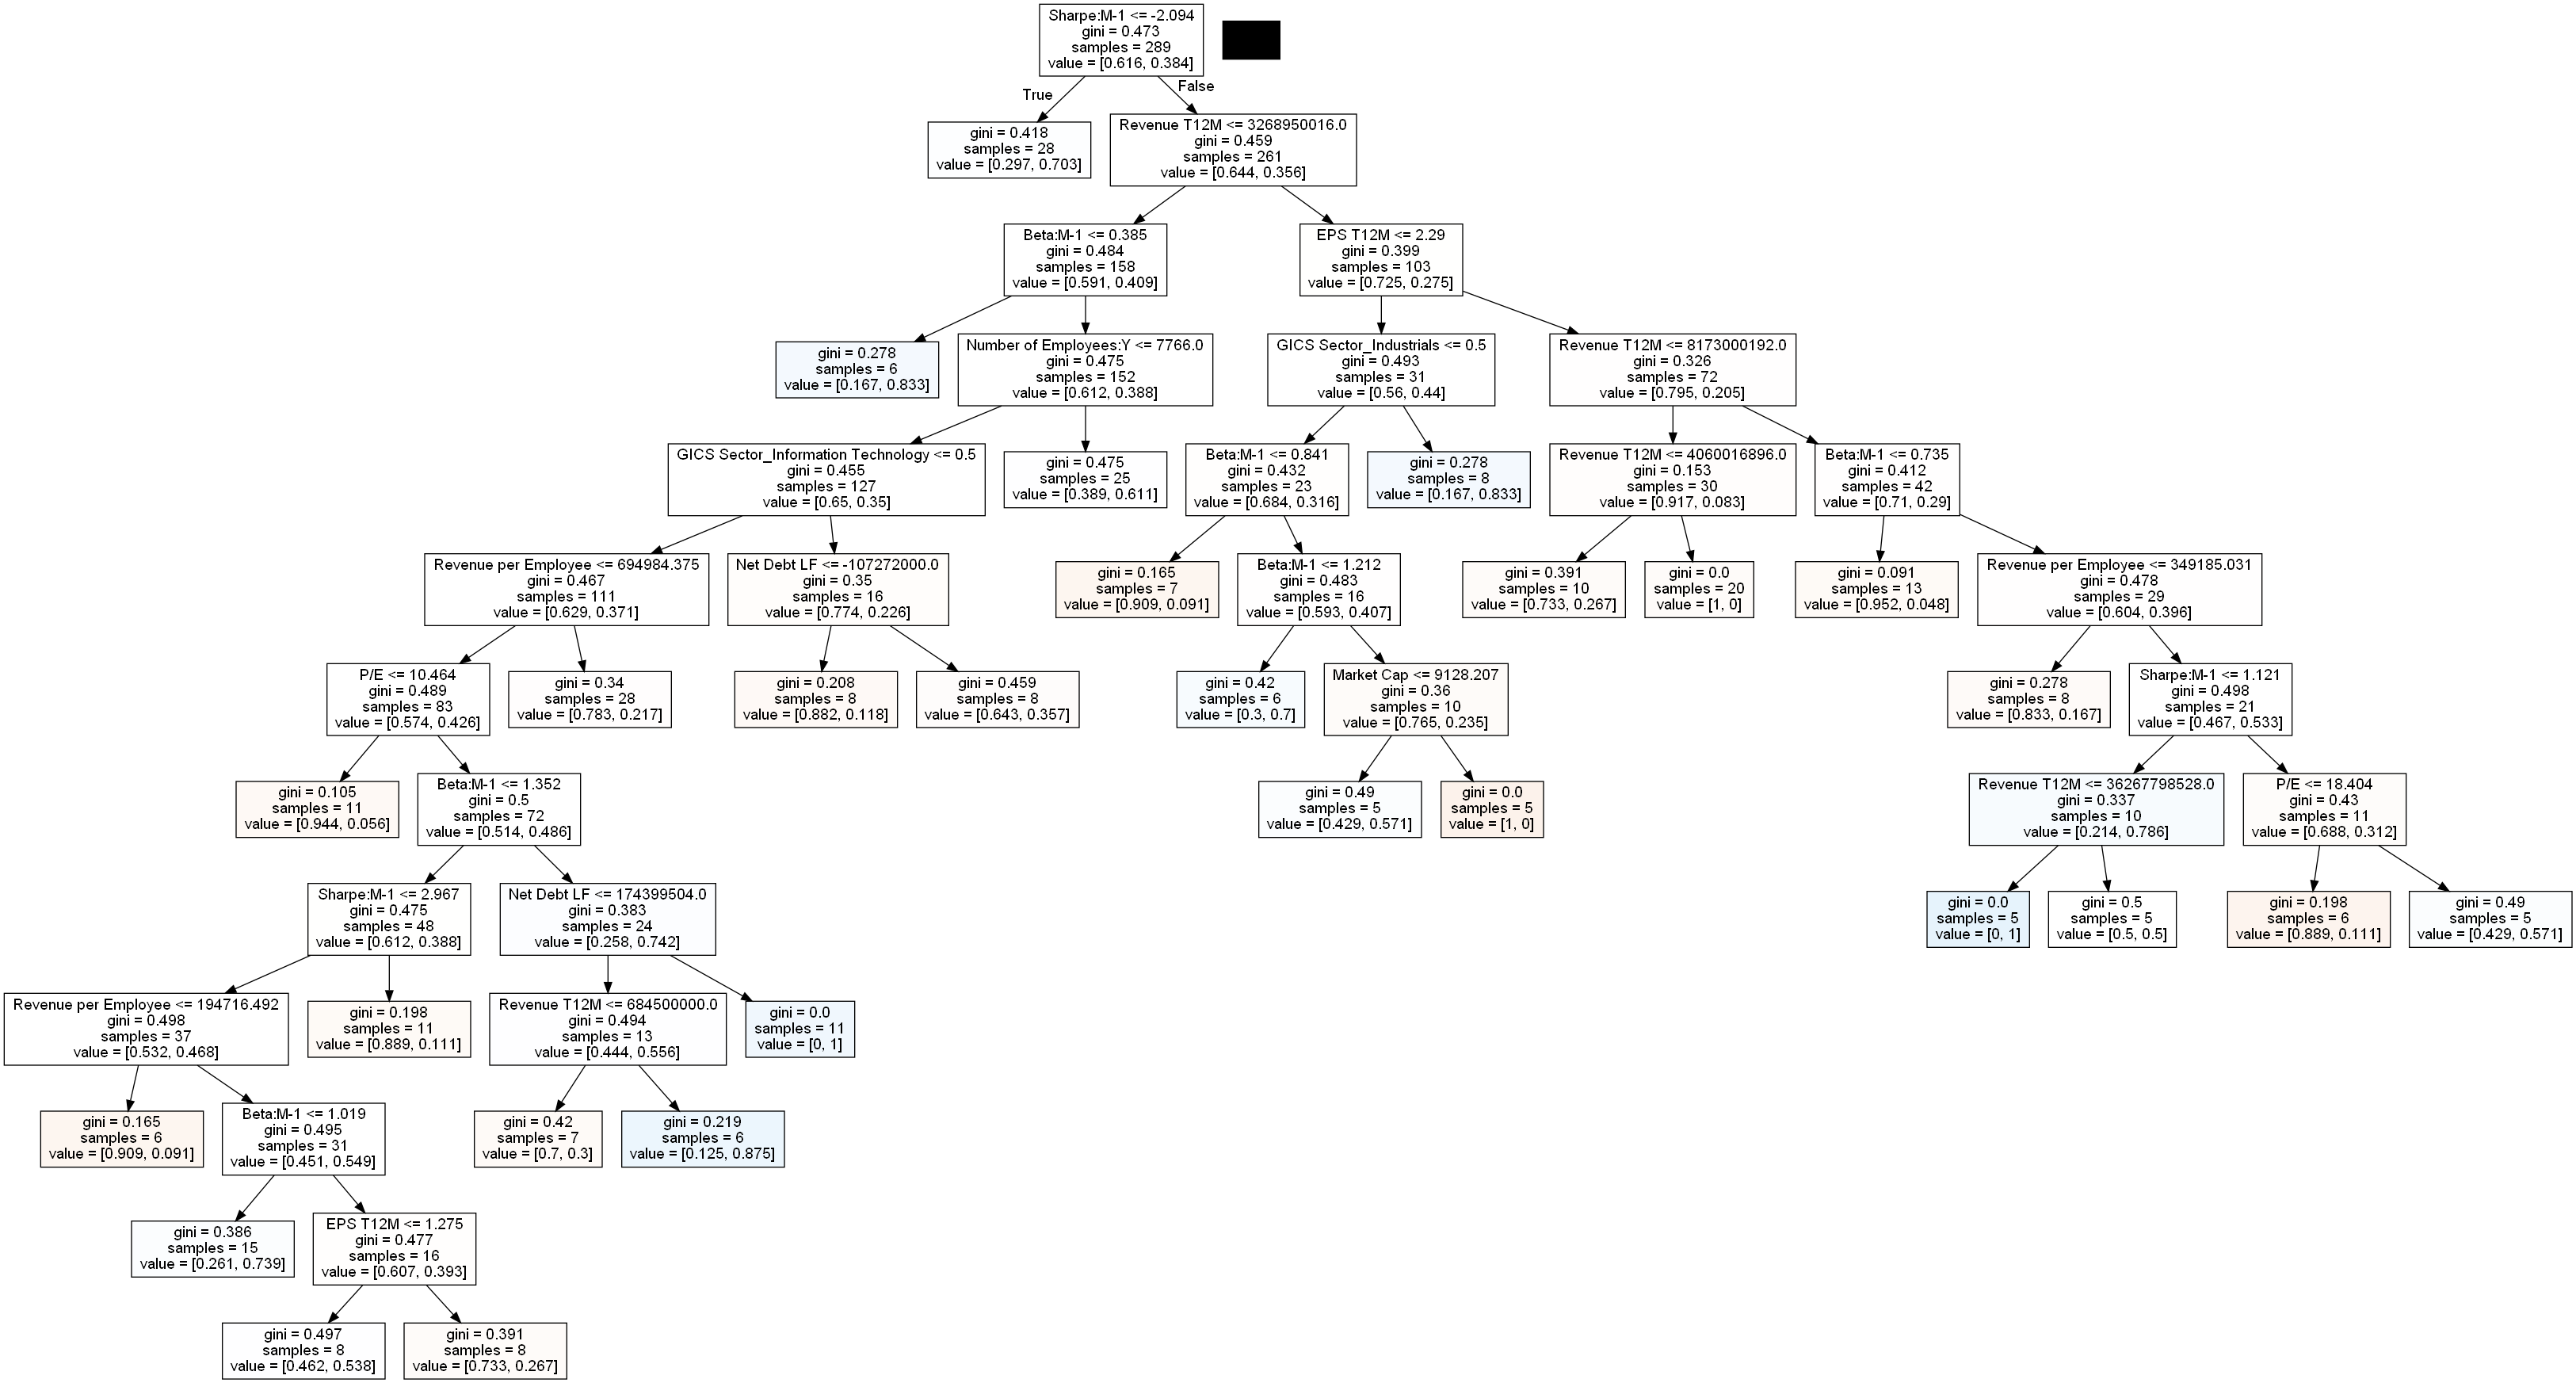 Sharpe:M-1 <= -2.094
gini = 0.473
samples = 289
value = [0.616, 0.384]
True
False
gini = 0.418
samples = 28
value = [0.297, 0.703]
Revenue T12M <= 3268950016.0
gini = 0.459
samples = 261
value = [0.644, 0.356]
Beta:M-1 <= 0.385
gini = 0.484
samples = 158
value = [0.591, 0.409]
EPS T12M <= 2.29
gini = 0.399
samples = 103
value = [0.725, 0.275]
gini = 0.278
samples = 6
value = [0.167, 0.833]
Number of Employees:Y <= 7766.0
gini = 0.475
samples = 152
value = [0.612, 0.388]
GICS Sector_Industrials <= 0.5
gini = 0.493
samples = 31
value = [0.56, 0.44]
Revenue T12M <= 8173000192.0
gini = 0.326
samples = 72
value = [0.795, 0.205]
GICS Sector_Information Technology <= 0.5
gini = 0.455
samples = 127
value = [0.65, 0.35]
gini = 0.475
samples = 25
value = [0.389, 0.611]
Beta:M-1 <= 0.841
gini = 0.432
samples = 23
value = [0.684, 0.316]
gini = 0.278
samples = 8
value = [0.167, 0.833]
Revenue T12M <= 4060016896.0
gini = 0.153
samples = 30
value = [0.917, 0.083]
Beta:M-1 <= 0.735
gini = 0.412
samples = 42
value = [0.71, 0.29]
Revenue per Employee <= 694984.375
gini = 0.467
samples = 111
value = [0.629, 0.371]
Net Debt LF <= -107272000.0
gini = 0.35
samples = 16
value = [0.774, 0.226]
gini = 0.165
samples = 7
value = [0.909, 0.091]
Beta:M-1 <= 1.212
gini = 0.483
samples = 16
value = [0.593, 0.407]
gini = 0.391
samples = 10
value = [0.733, 0.267]
gini = 0.0
samples = 20
value = [1, 0]
gini = 0.091
samples = 13
value = [0.952, 0.048]
Revenue per Employee <= 349185.031
gini = 0.478
samples = 29
value = [0.604, 0.396]
P/E <= 10.464
gini = 0.489
samples = 83
value = [0.574, 0.426]
gini = 0.34
samples = 28
value = [0.783, 0.217]
gini = 0.208
samples = 8
value = [0.882, 0.118]
gini = 0.459
samples = 8
value = [0.643, 0.357]
gini = 0.42
samples = 6
value = [0.3, 0.7]
Market Cap <= 9128.207
gini = 0.36
samples = 10
value = [0.765, 0.235]
gini = 0.278
samples = 8
value = [0.833, 0.167]
Sharpe:M-1 <= 1.121
gini = 0.498
samples = 21
value = [0.467, 0.533]
gini = 0.105
samples = 11
value = [0.944, 0.056]
Beta:M-1 <= 1.352
gini = 0.5
samples = 72
value = [0.514, 0.486]
gini = 0.49
samples = 5
value = [0.429, 0.571]
gini = 0.0
samples = 5
value = [1, 0]
Revenue T12M <= 36267798528.0
gini = 0.337
samples = 10
value = [0.214, 0.786]
P/E <= 18.404
gini = 0.43
samples = 11
value = [0.688, 0.312]
Sharpe:M-1 <= 2.967
gini = 0.475
samples = 48
value = [0.612, 0.388]
Net Debt LF <= 174399504.0
gini = 0.383
samples = 24
value = [0.258, 0.742]
gini = 0.0
samples = 5
value = [0, 1]
gini = 0.5
samples = 5
value = [0.5, 0.5]
gini = 0.198
samples = 6
value = [0.889, 0.111]
gini = 0.49
samples = 5
value = [0.429, 0.571]
Revenue per Employee <= 194716.492
gini = 0.498
samples = 37
value = [0.532, 0.468]
gini = 0.198
samples = 11
value = [0.889, 0.111]
Revenue T12M <= 684500000.0
gini = 0.494
samples = 13
value = [0.444, 0.556]
gini = 0.0
samples = 11
value = [0, 1]
gini = 0.165
samples = 6
value = [0.909, 0.091]
Beta:M-1 <= 1.019
gini = 0.495
samples = 31
value = [0.451, 0.549]
gini = 0.42
samples = 7
value = [0.7, 0.3]
gini = 0.219
samples = 6
value = [0.125, 0.875]
gini = 0.386
samples = 15
value = [0.261, 0.739]
EPS T12M <= 1.275
gini = 0.477
samples = 16
value = [0.607, 0.393]
gini = 0.497
samples = 8
value = [0.462, 0.538]
gini = 0.391
samples = 8
value = [0.733, 0.267]